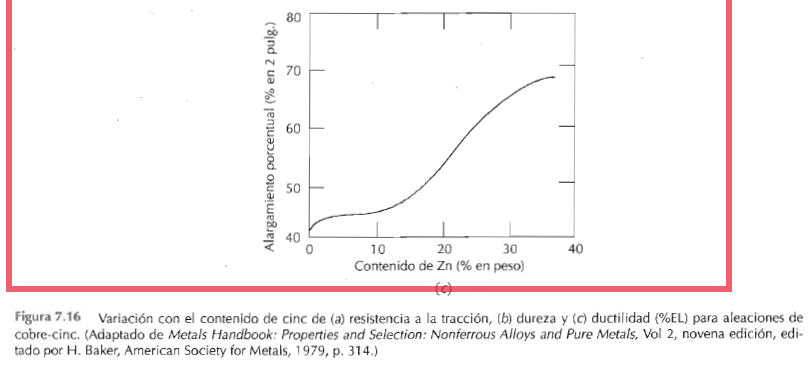 80
70
60
50
40
Alargamiento porcentual (% en 2 pulg.)
0 10 20 30 40
Contenido de Zn (% en peso)
(c)
Figura 7.16 Variación con el contenido de cinc de (a) resistencia a la tracción, (b) dureza y (c) ductilidad (%EL) para aleaciones de
cobre-cinc. (Adaptado de Metals Handbook: Properties and Selection: Nonferrous Alloys and Pure Metals, Vol 2, novena edición, edi-
tado por H. Baker, American Society for Metals, 1979, p. 314.)